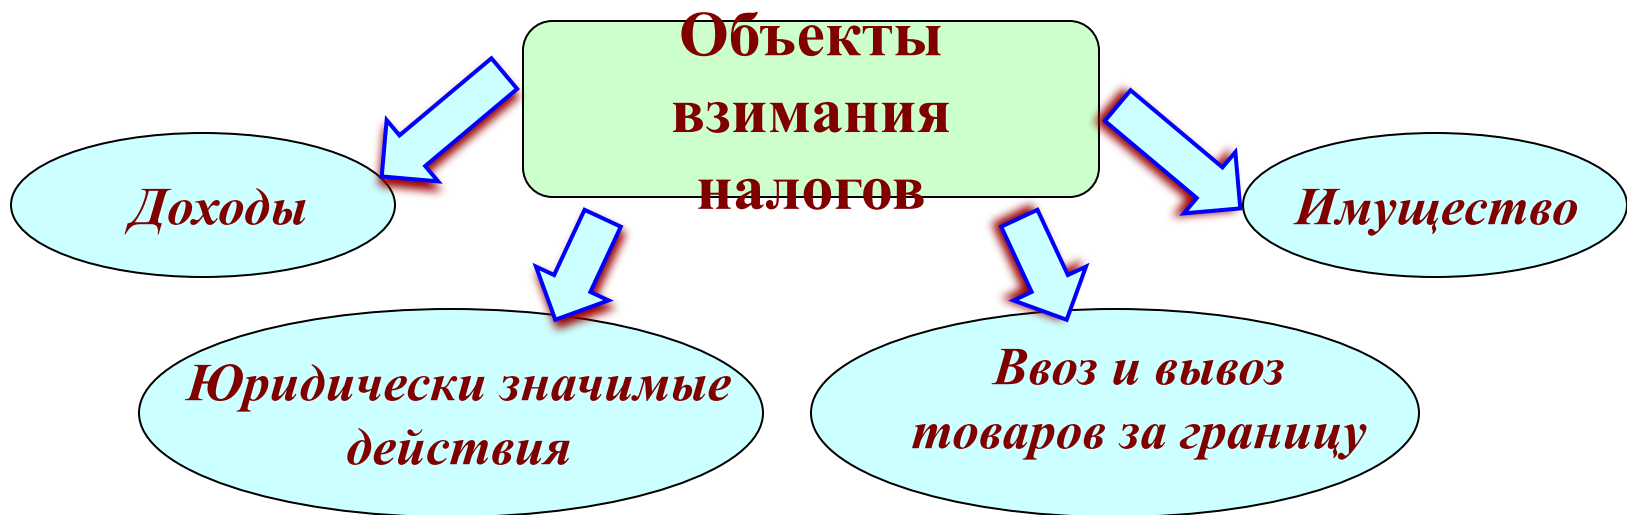 Объекты
взимания
налогов
Доходы
Имущество
Юридически значимые
действия
Ввоз и вывоз
товаров за границу